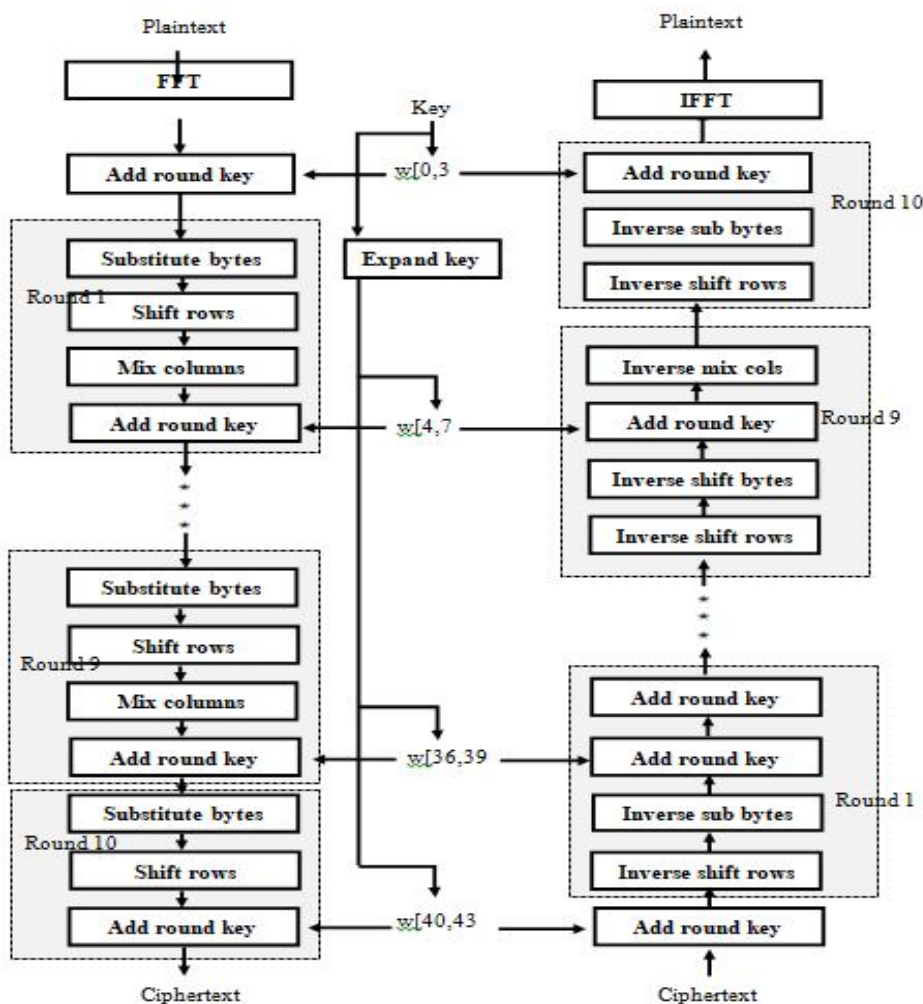 Plaintext
FFT
Add round key
Round 1
Substitute bytes
Shift rows
Mix columns
Add round key
*
*
*
Round 9
Substitute bytes
Shift rows
Mix columns
Add round key
Round 10
Substitute bytes
Shift rows
Add round key
Ciphertext
Key
w[0,3
Expand key
w[4,7
w[36,39
w[40,43
Plaintext
IFFT
Add round key
Round 10
Inverse sub bytes
Inverse shift rows
Inverse mix cols
Add round key
Round 9
Inverse shift bytes
Inverse shift rows
*
*
*
Add round key
Add round key
Round 1
Inverse sub bytes
Inverse shift rows
Add round key
Ciphertext